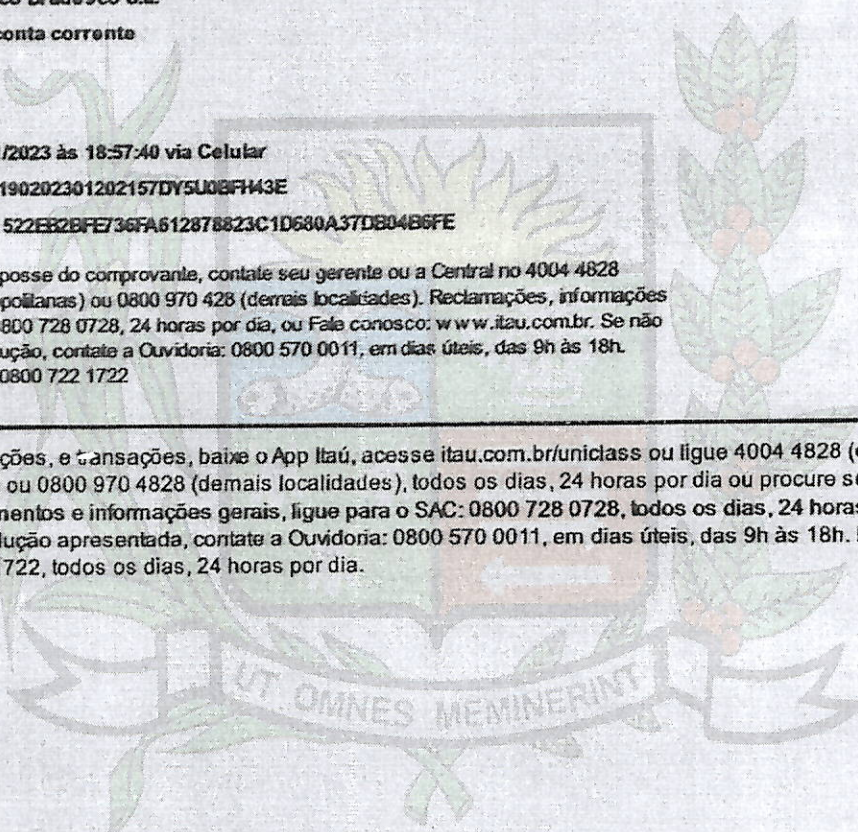 conta corrente
/2023 às 18:57:40 via Celular
190202301202157DY5U0BFH43E
522EB2BFE736FA612878823C1D680A37DB04B6FE
posse do comprovante, contate seu gerente ou a Central no 4004 4828
politanas) ou 0800 970 428 (demais localidades). Reclamações, informações
800 728 0728, 24 horas por dia, ou Fale conosco: www.itau.com.br. Se não
ução, contate a Ouvidoria: 0800 570 0011, em dias úteis, das 9h às 18h.
0800 722 1722
ções, e transações, baixe o App Itaú, acesse itau.com.br/uniclass ou ligue 4004 4828 (
ou 0800 970 4828 (demais localidades), todos os dias, 24 horas por dia ou procure s
mentos e informações gerais, ligue para o SAC: 0800 728 0728, todos os dias, 24 horas
lução apresentada, contate a Ouvidoria: 0800 570 0011, em dias úteis, das 9h às 18h.
722, todos os dias, 24 horas por dia.
UT OMNES MEMINERINT